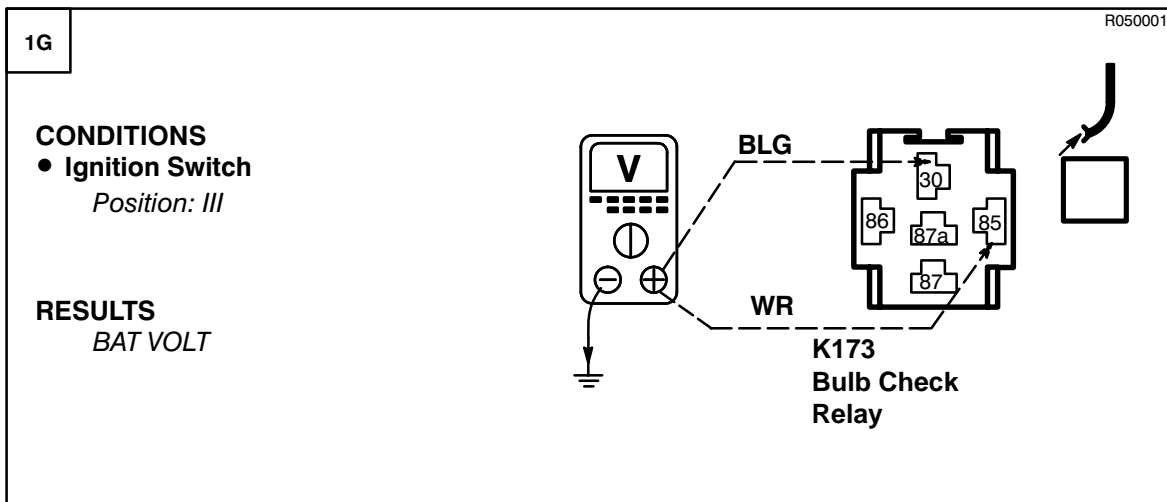 R050001
1G
CONDITIONS
● Ignition Switch
Position: III
RESULTS
BAT VOLT
V
BLG
30
86
87a
85
87
WR
K173
Bulb Check
Relay